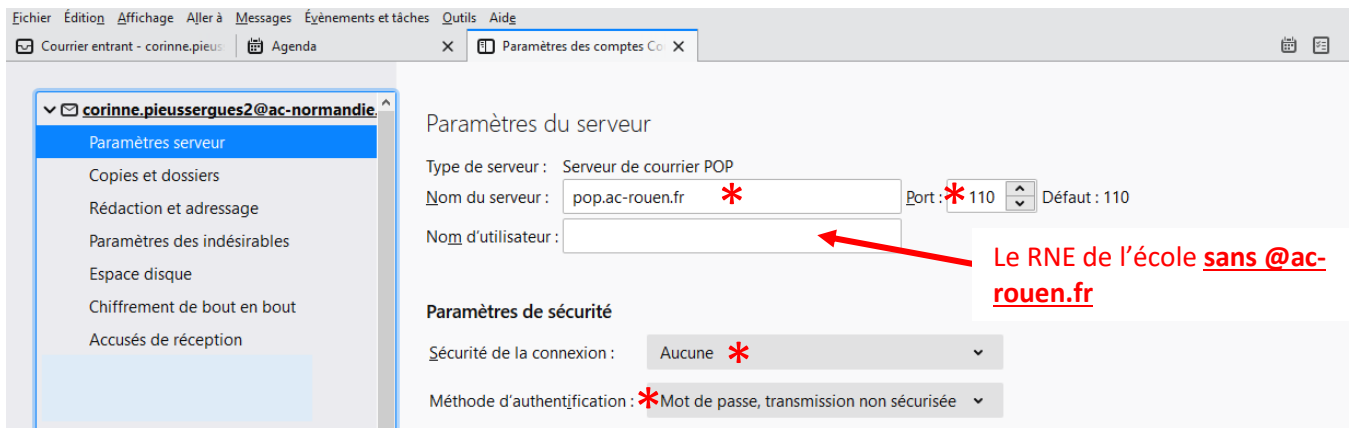 Fichier Édition Affichage Aller à Messages Évènements et tâches Outils Aide
Courrier entrant - corinne.pieus
Agenda
Paramètres des comptes Co
corinne.pieussergues2@ac-normandie.
Paramètres serveur
Copies et dossiers
Rédaction et adressage
Paramètres des indésirables
Espace disque
Chiffrement de bout en bout
Accusés de réception
Paramètres du serveur
Type de serveur : Serveur de courrier POP
Nom du serveur : pop.ac-rouen.fr * Port : * 110 Défaut : 110
Nom d'utilisateur :
Le RNE de l’école sans @ac-
rouen.fr
Paramètres de sécurité
Sécurité de la connexion : Aucune *
Méthode d'authentification : * Mot de passe, transmission non sécurisée